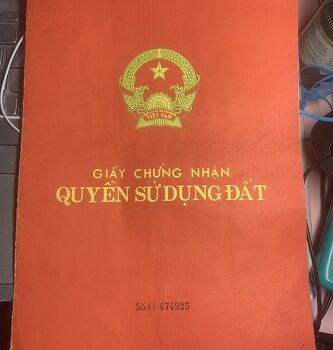 VIỆT NAM
GIẤY CHỨNG NHẬN
QUYỀN SỬ DỤNG ĐẤT
Số AI 474925